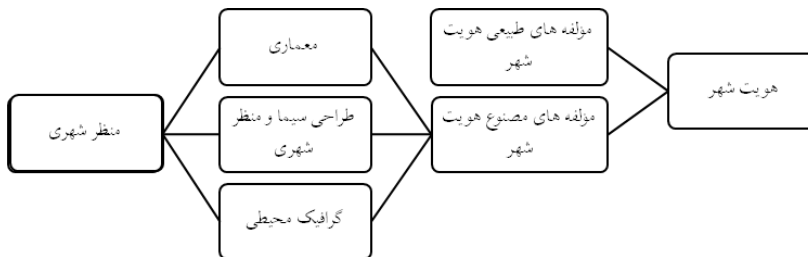 هویت شهر
مؤلفه های طبیعی هویت
شهر
مؤلفه های مصنوع هویت
شهر
معماری
طراحی سیما و منظر
شهری
گرافیک محیطی
منظر شهری